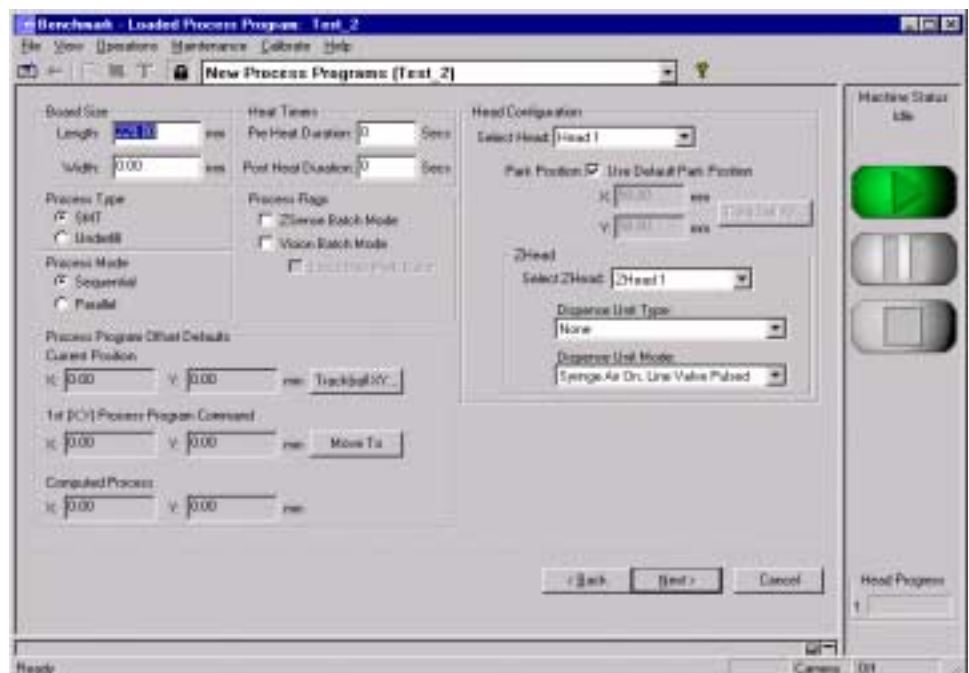 Benchmark - Loaded Process Program: Test_2
File View Operations Maintenance Calibrate Help
New Process Programs (Test_2)
Board Size
Length: mm
Width: 0.00 mm
Process Type
SMT
Underfill
Process Mode
Sequential
Parallel
Heat Timers
Pre Heat Duration: 0 Secs
Post Heat Duration: 0 Secs
Process Flags
ZSense Batch Mode
Vision Batch Mode
Process Program Offset Defaults
Current Position
X: 0.00 Y: 0.00 mm Trackball XY...
1st (X,Y) Process Program Command
X: 0.00 Y: 0.00 mm Move To
Computed Process
X: 0.00 Y: 0.00 mm
Head Configuration
Select Head: Head 1
Park Position: Use Default Park Position
X: mm
Y: mm
ZHead
Select ZHead: ZHead 1
Dispense Unit Type:
None
Dispense Unit Mode:
Syringe Air On, Line Valve Pulsed
< Back Next > Cancel
Machine Status
Idle
Head Progress
1
Ready Camera Off